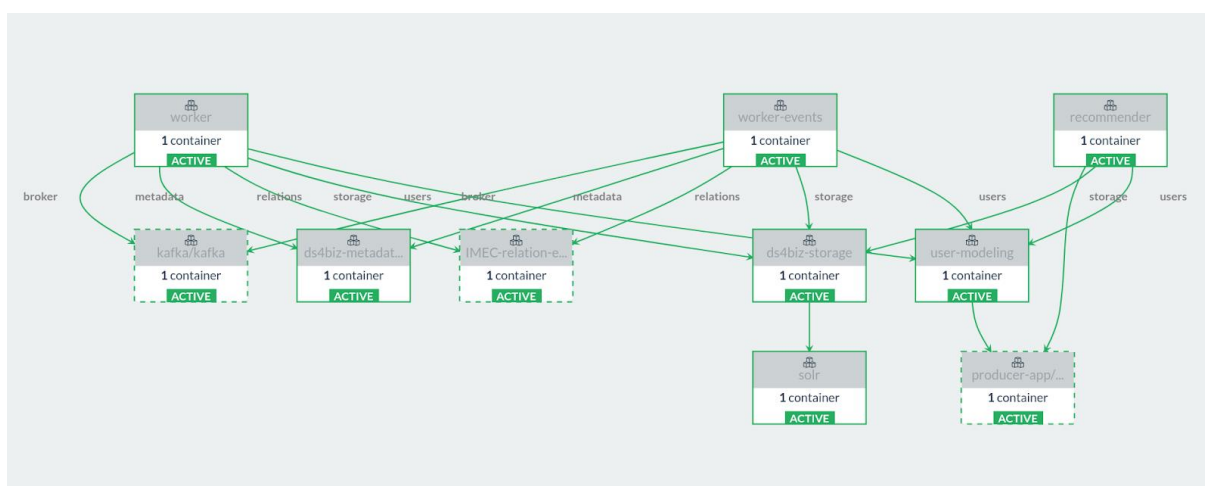 worker
1 container
ACTIVE
worker-events
1 container
ACTIVE
recommender
1 container
ACTIVE
broker metadata relations storage users broker metadata relations storage users storage users
kafka/kafka
1 container
ACTIVE
ds4biz-metadat...
1 container
ACTIVE
IMEC-relation-e...
1 container
ACTIVE
ds4biz-storage
1 container
ACTIVE
user-modeling
1 container
ACTIVE
solr
1 container
ACTIVE
producer-app/...
1 container
ACTIVE